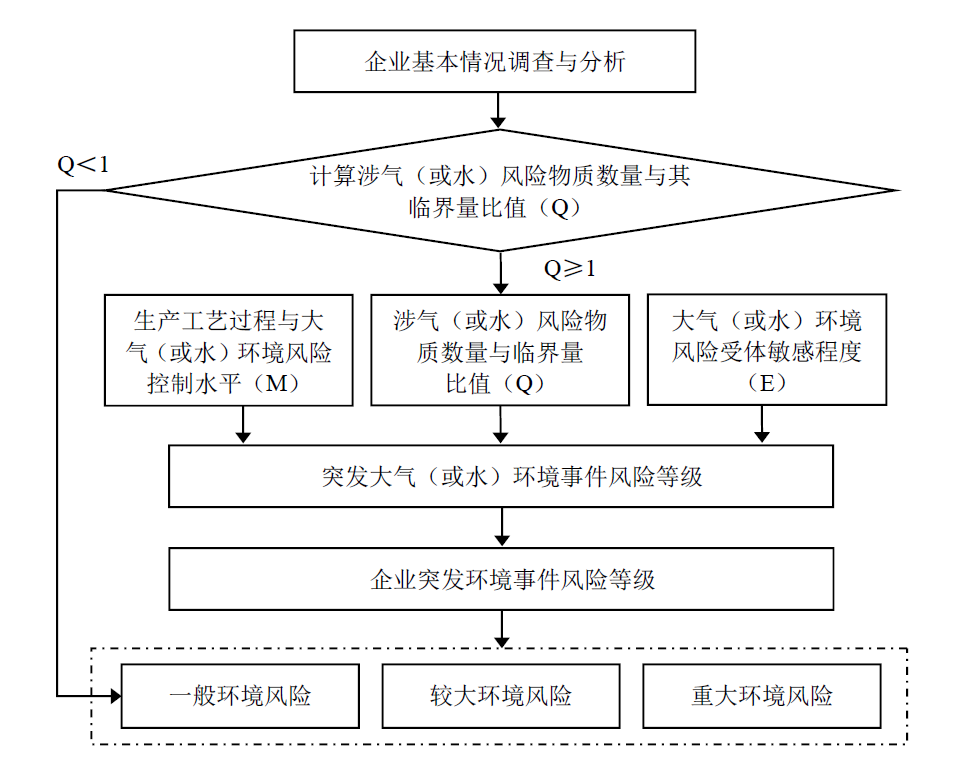 企业基本情况调查与分析
Q＜1
计算涉气（或水）风险物质数量与其
临界量比值（Q）
Q≥1
生产工艺过程与大
气（或水）环境风险
控制水平（M）
涉气（或水）风险物
质数量与临界量
比值（Q）
大气（或水）环境
风险受体敏感程度
（E）
突发大气（或水）环境事件风险等级
企业突发环境事件风险等级
一般环境风险
较大环境风险
重大环境风险